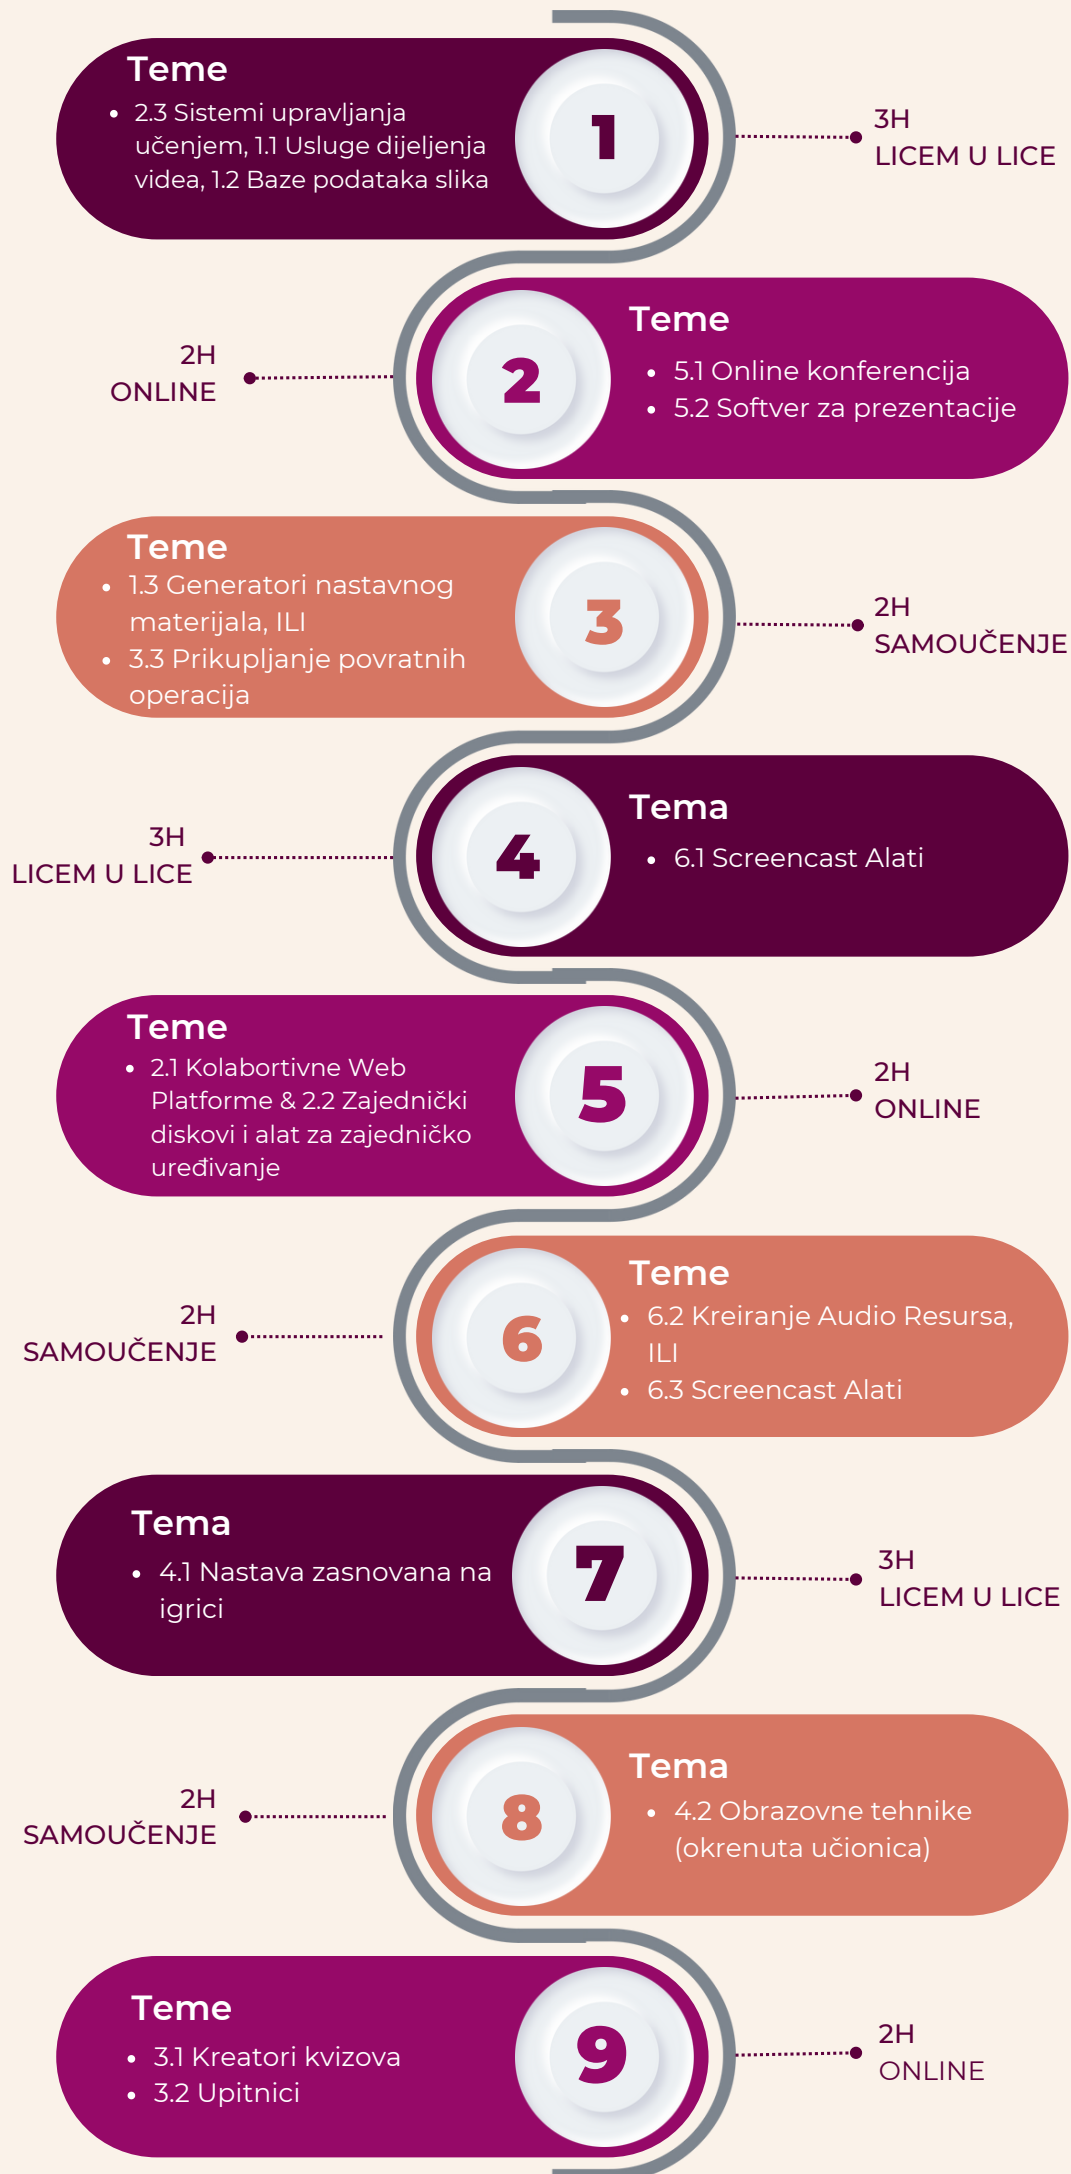 Teme
• 2.3 Sistemi upravljanja
učenjem, 1.1 Usluge dijeljenja
videa, 1.2 Baze podataka slika
1
3H
LICEM U LICE
2H
ONLINE
2
Teme
• 5.1 Online konferencija
• 5.2 Softver za prezentacije
Teme
• 1.3 Generatori nastavnog
materijala, ILI
• 3.3 Prikupljanje povratnih
operacija
3
2H
SAMOUČENJE
3H
LICEM U LICE
4
Tema
• 6.1 Screencast Alati
Teme
• 2.1 Kolabortivne Web
Platforme & 2.2 Zajednički
diskovi i alat za zajedničko
uređivanje
5
2H
ONLINE
2H
SAMOUČENJE
6
Teme
• 6.2 Kreiranje Audio Resursa,
ILI
• 6.3 Screencast Alati
Tema
• 4.1 Nastava zasnovana na
igrici
7
3H
LICEM U LICE
2H
SAMOUČENJE
8
Tema
• 4.2 Obrazovne tehnike
(okrenuta učionica)
Teme
• 3.1 Kreatori kvizova
• 3.2 Upitnici
9
2H
ONLINE